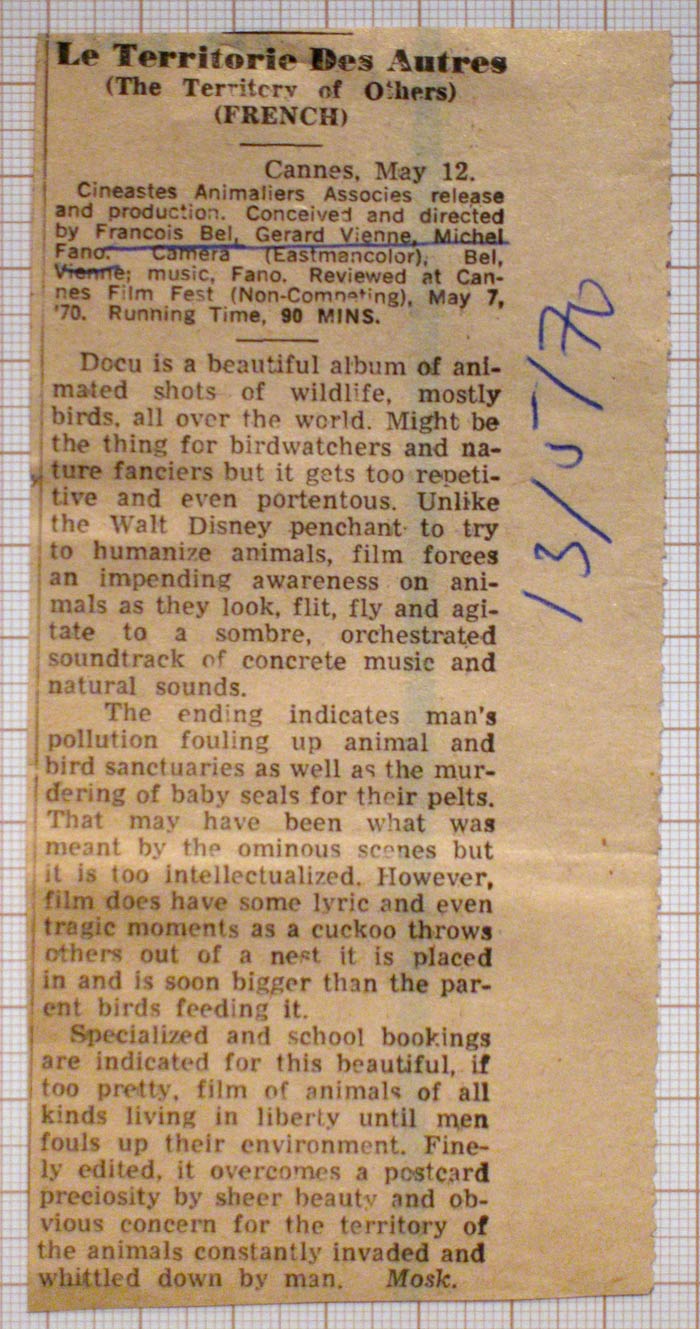 Le Territorie Des Autres
(The Territory of Others)
(FRENCH)
Cannes, May 12.
Cineastes Animaliers Associes release
and production. Conceived and directed
by Francois Bel, Gerard Vienne, Michel
Fano. Camera (Eastmancolor), Bel,
Vienne; music, Fano. Reviewed at Can-
nes Film Fest (Non-Competing), May 7,
'70. Running Time, 90 MINS.
Docu is a beautiful album of ani-
mated shots of wildlife, mostly
birds, all over the world. Might be
the thing for birdwatchers and na-
ture fanciers but it gets too repeti-
tive and even portentous. Unlike
the Walt Disney penchant to try
to humanize animals, film forces
an impending awareness on ani-
mals as they look, flit, fly and agi-
tate to a sombre, orchestrated
soundtrack of concrete music and
natural sounds.
The ending indicates man's
pollution fouling up animal and
bird sanctuaries as well as the mur-
dering of baby seals for their pelts.
That may have been what was
meant by the ominous scenes but
it is too intellectualized. However,
film does have some lyric and even
tragic moments as a cuckoo throws
others out of a nest it is placed
in and is soon bigger than the par-
ent birds feeding it.
Specialized and school bookings
are indicated for this beautiful, if
too pretty, film of animals of all
kinds living in liberty until men
fouls up their environment. Fine-
ly edited, it overcomes a postcard
preciosity by sheer beauty and ob-
vious concern for the territory of
the animals constantly invaded and
whittled down by man. Mosk.
13/05/70